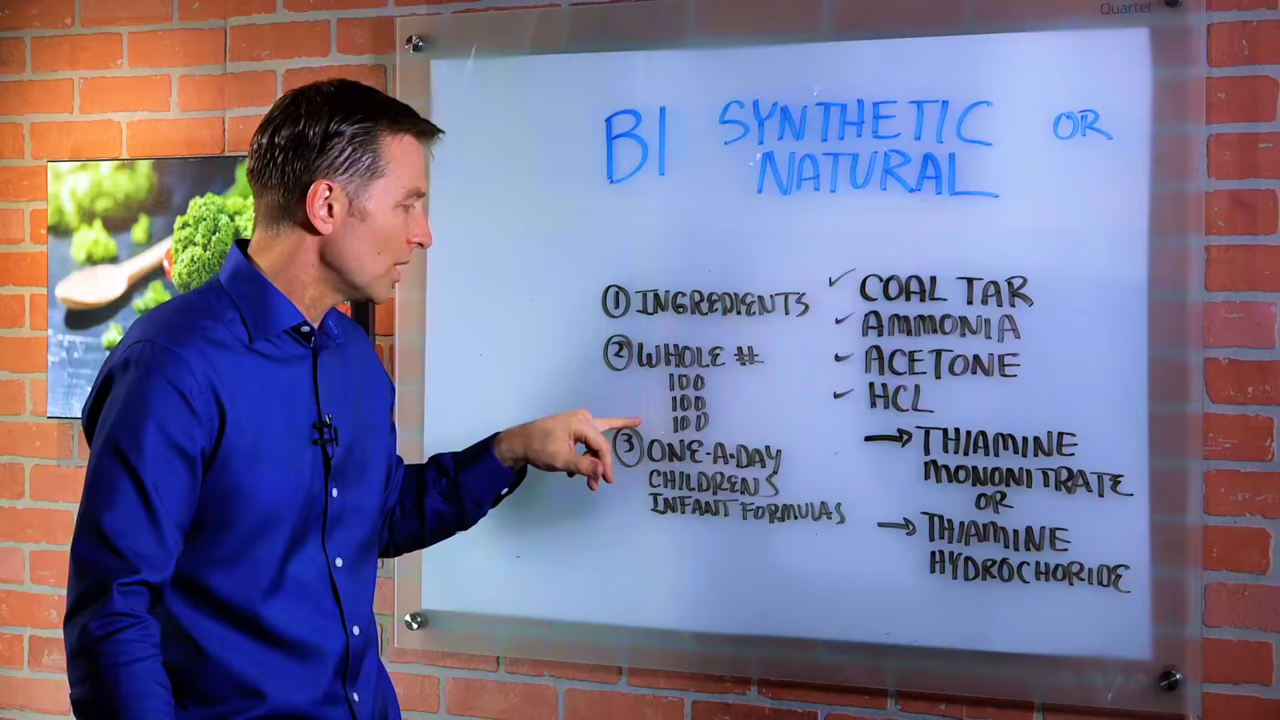 Quartet
B1 SYNTHETIC OR
NATURAL
① INGREDIENTS
② WHOLE #
100
100
100
③ ONE-A-DAY
CHILDRENS
INFANT FORMULAS
✓ COAL TAR
✓ AMMONIA
✓ ACETONE
✓ HCL
→ THIAMINE
MONONITRATE
OR
→ THIAMINE
HYDROCHORIDE